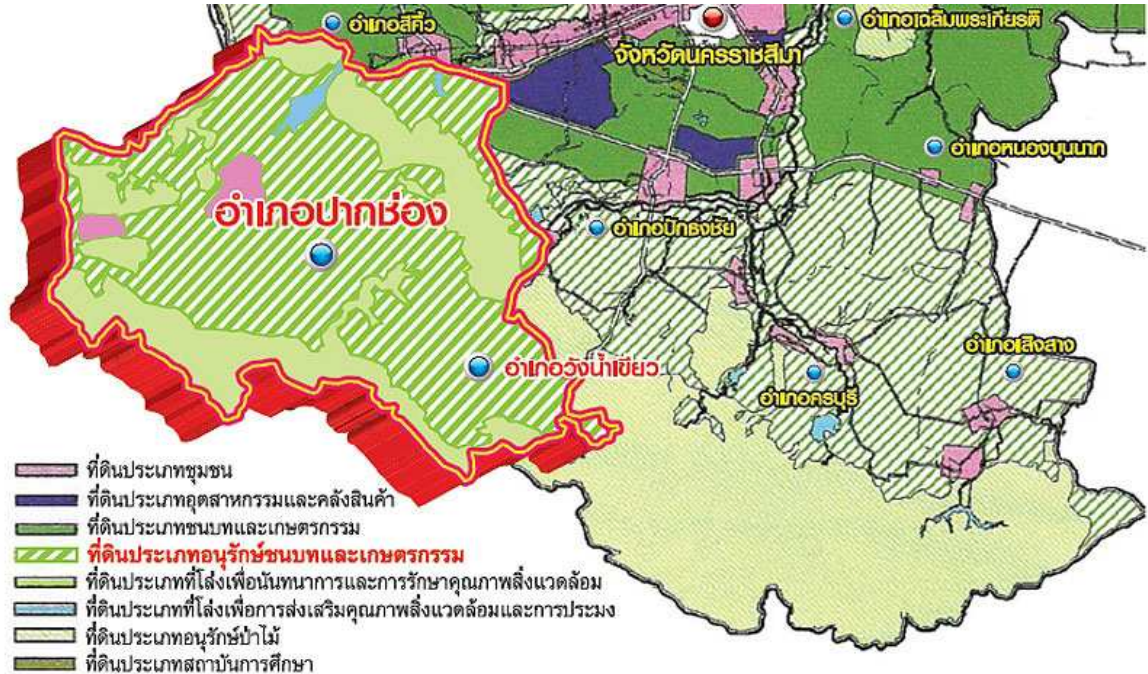 อำเภอสีคิ้ว
อำเภอเฉลิมพระเกียรติ
จังหวัดนครราชสีมา
อำเภอหนองบุนนาก
อำเภอปากช่อง
อำเภอปักธงชัย
อำเภอวังน้ำเขียว
อำเภอครบุรี
อำเภอเสิงสาง
ที่ดินประเภทชุมชน
ที่ดินประเภทอุตสาหกรรมและคลังสินค้า
ที่ดินประเภทชนบทและเกษตรกรรม
ที่ดินประเภทอนุรักษ์ชนบทและเกษตรกรรม
ที่ดินประเภทที่โล่งเพื่อนันทนาการและการรักษาคุณภาพสิ่งแวดล้อม
ที่ดินประเภทที่โล่งเพื่อการส่งเสริมคุณภาพสิ่งแวดล้อมและการประมง
ที่ดินประเภทอนุรักษ์ป่าไม้
ที่ดินประเภทสถาบันการศึกษา